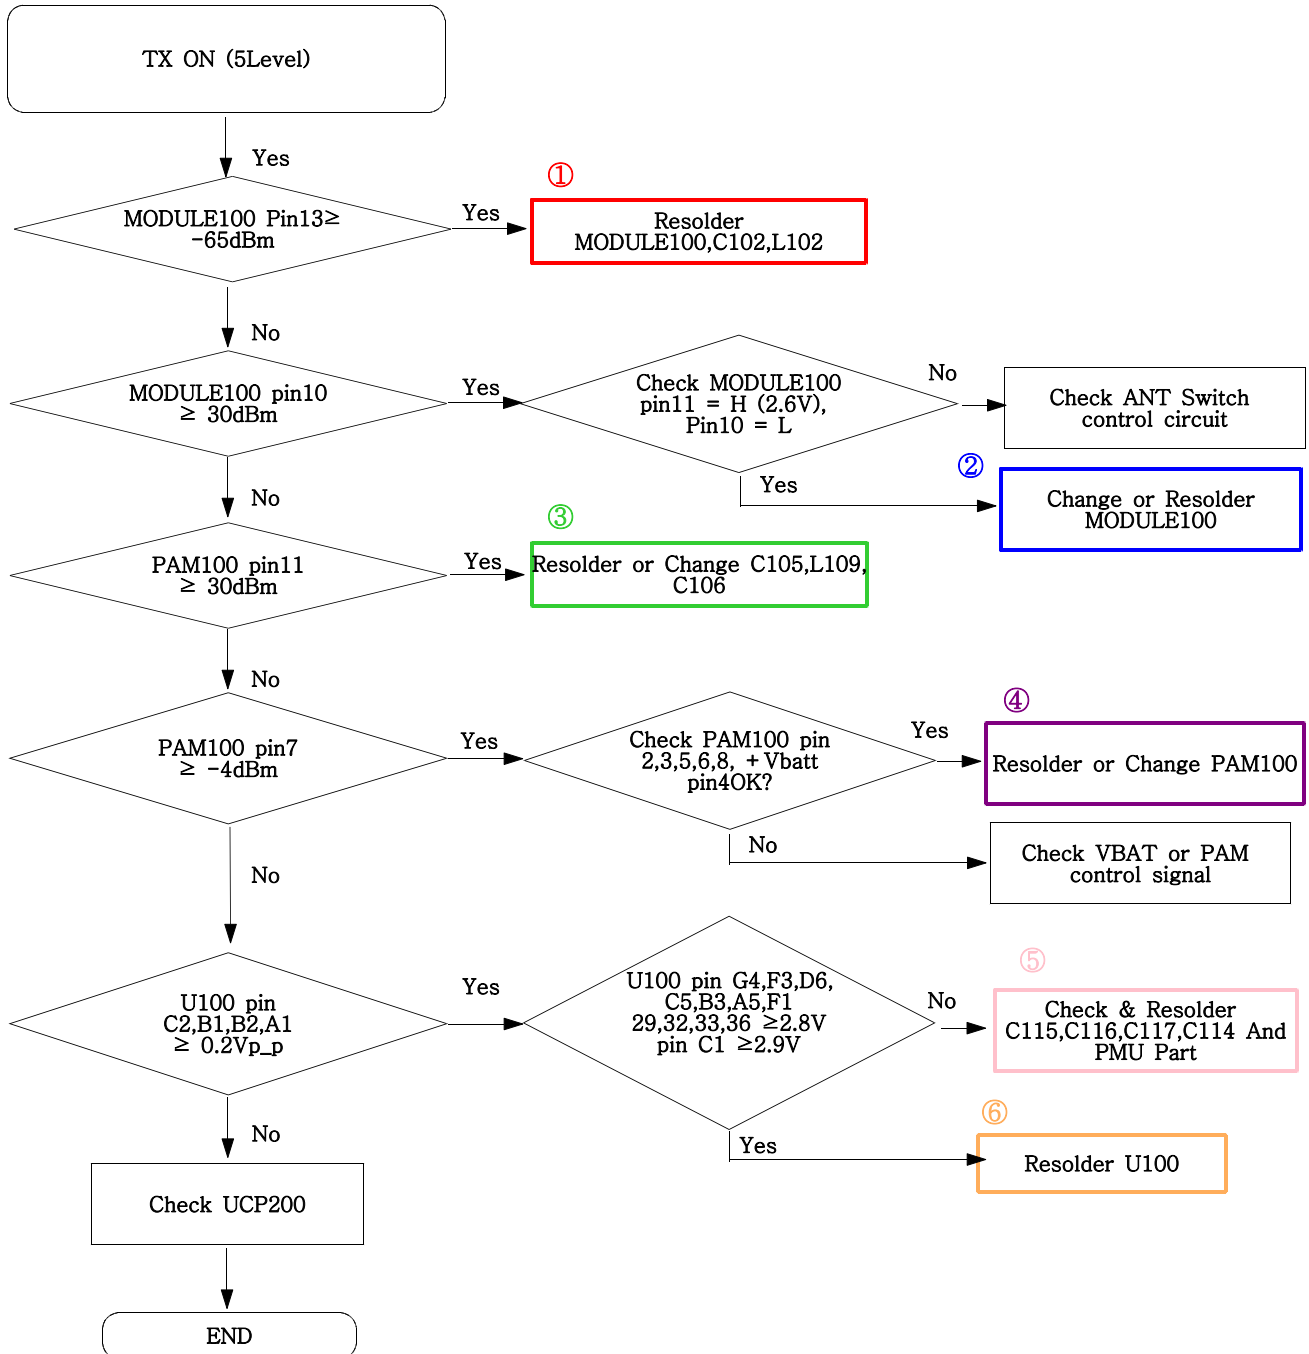 TX ON (5Level)
Yes
①
MODULE100 Pin13≥
-65dBm
Yes
Resolder
MODULE100,C102,L102
No
MODULE100 pin10
≥ 30dBm
Yes
Check MODULE100
pin11 = H (2.6V),
Pin10 = L
No
Check ANT Switch
control circuit
Yes
②
Change or Resolder
MODULE100
No
③
PAM100 pin11
≥ 30dBm
Yes
Resolder or Change C105,L109,
C106
No
④
PAM100 pin7
≥ -4dBm
Yes
Check PAM100 pin
2,3,5,6,8, +Vbatt
pin4OK?
Yes
Resolder or Change PAM100
No
Check VBAT or PAM
control signal
No
⑤
U100 pin
C2,B1,B2,A1
≥ 0.2Vp_p
Yes
U100 pin G4,F3,D6,
C5,B3,A5,F1
29,32,33,36 ≥2.8V
pin C1 ≥2.9V
No
Check & Resolder
C115,C116,C117,C114 And
PMU Part
No
Yes
⑥
Resolder U100
Check UCP200
END